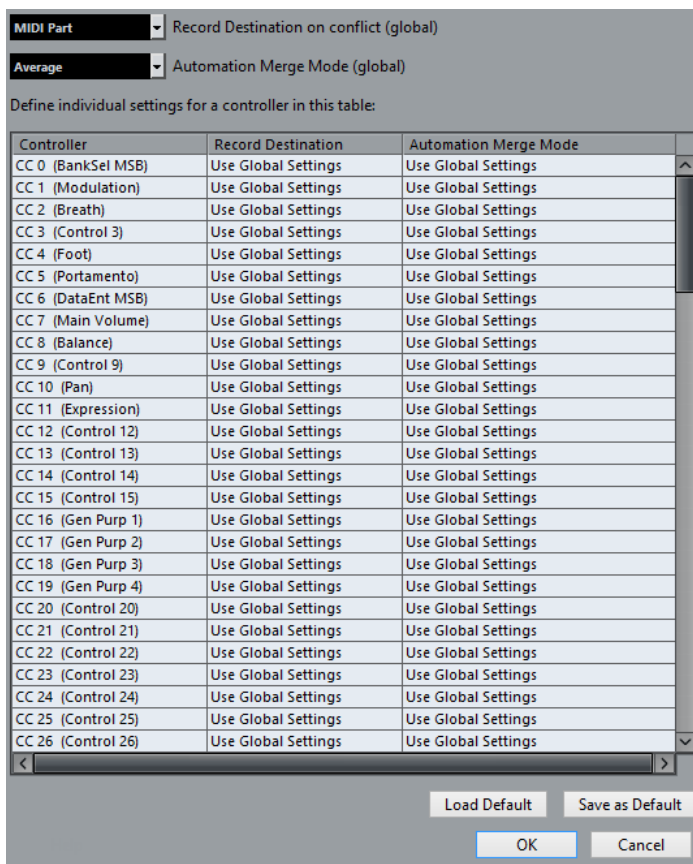 MIDI Part Record Destination on conflict (global)
Average Automation Merge Mode (global)
Define individual settings for a controller in this table:
Controller Record Destination Automation Merge Mode
CC 0 (BankSel MSB) Use Global Settings Use Global Settings
CC 1 (Modulation) Use Global Settings Use Global Settings
CC 2 (Breath) Use Global Settings Use Global Settings
CC 3 (Control 3) Use Global Settings Use Global Settings
CC 4 (Foot) Use Global Settings Use Global Settings
CC 5 (Portamento) Use Global Settings Use Global Settings
CC 6 (DataEnt MSB) Use Global Settings Use Global Settings
CC 7 (Main Volume) Use Global Settings Use Global Settings
CC 8 (Balance) Use Global Settings Use Global Settings
CC 9 (Control 9) Use Global Settings Use Global Settings
CC 10 (Pan) Use Global Settings Use Global Settings
CC 11 (Expression) Use Global Settings Use Global Settings
CC 12 (Control 12) Use Global Settings Use Global Settings
CC 13 (Control 13) Use Global Settings Use Global Settings
CC 14 (Control 14) Use Global Settings Use Global Settings
CC 15 (Control 15) Use Global Settings Use Global Settings
CC 16 (Gen Purp 1) Use Global Settings Use Global Settings
CC 17 (Gen Purp 2) Use Global Settings Use Global Settings
CC 18 (Gen Purp 3) Use Global Settings Use Global Settings
CC 19 (Gen Purp 4) Use Global Settings Use Global Settings
CC 20 (Control 20) Use Global Settings Use Global Settings
CC 21 (Control 21) Use Global Settings Use Global Settings
CC 22 (Control 22) Use Global Settings Use Global Settings
CC 23 (Control 23) Use Global Settings Use Global Settings
CC 24 (Control 24) Use Global Settings Use Global Settings
CC 25 (Control 25) Use Global Settings Use Global Settings
CC 26 (Control 26) Use Global Settings Use Global Settings
Load Default Save as Default
OK Cancel